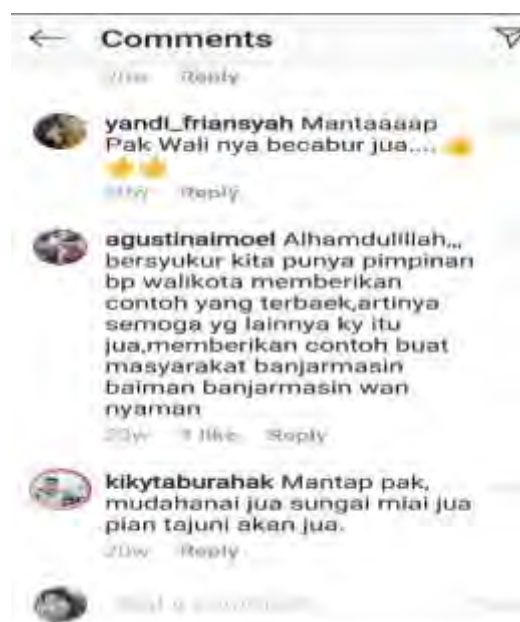 Comments
Reply
yandi_friansyah Mantaaaap
Pak Wali nya becabur jua.... 👍
👍👍
Reply
agustinaimoel Alhamdulillah,,,
bersyukur kita punya pimpinan
bp walikota memberikan
contoh yang terbaek,artinya
semoga yg lainnya ky itu
jua,memberikan contoh buat
masyarakat banjarmasin
baiman banjarmasin wan
nyaman
20w 1 like Reply
kikytaburahak Mantap pak,
mudahanai jua sungai miai jua
pian tajuni akan jua.
20w Reply